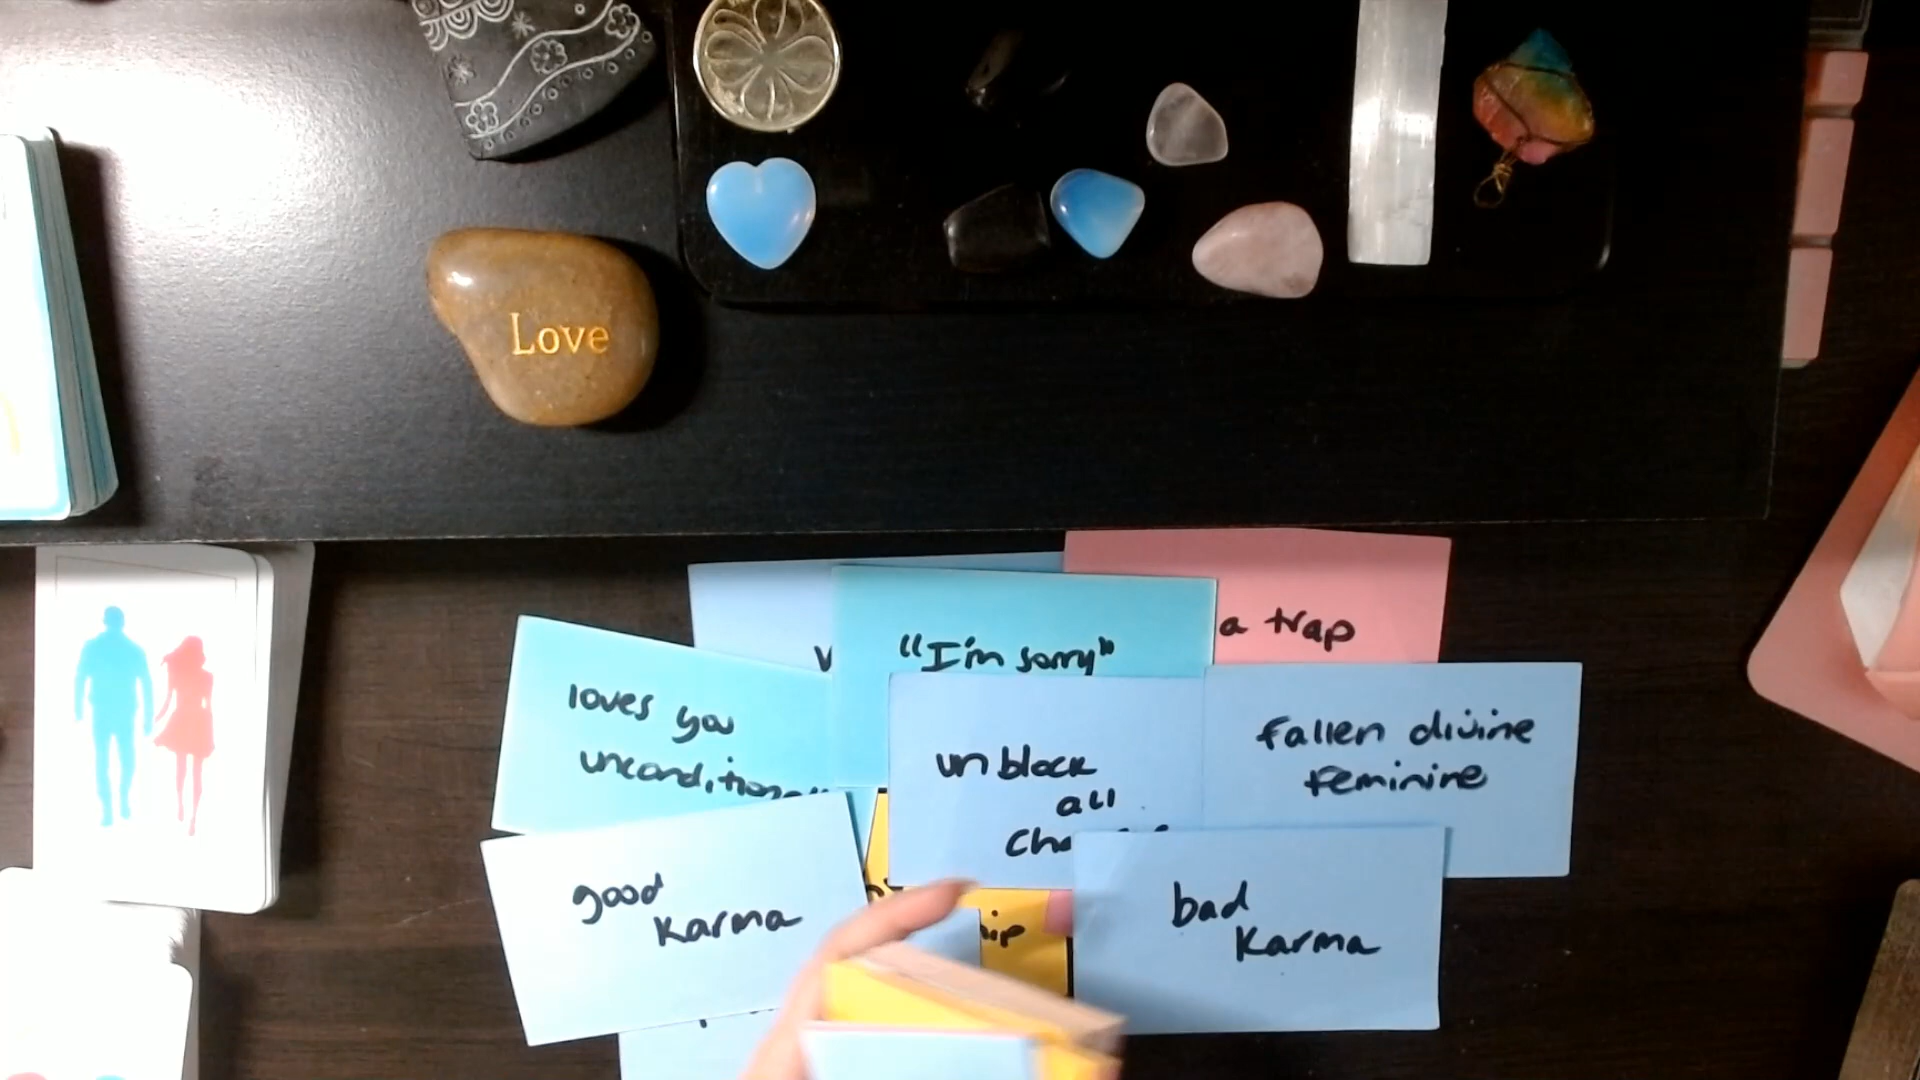 Love
a trap
"I'm sorry"
loves you
fallen divine
feminine
unblock
all
good
karma
bad
karma